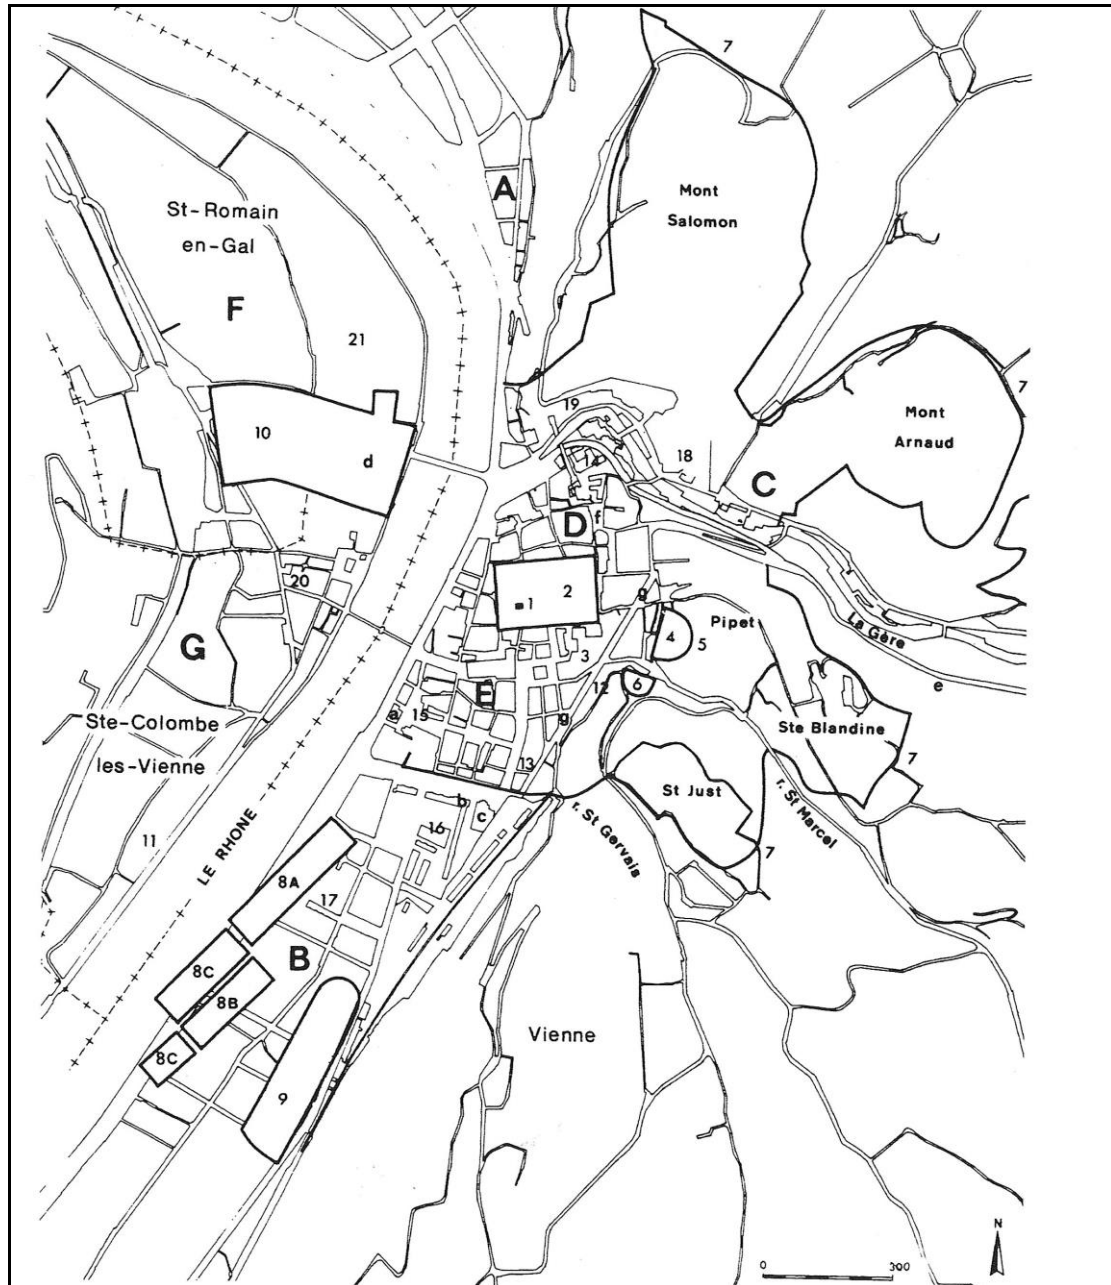 7
A
Mont
Salomon
St-Romain
en-Gal
F
21
7
19
Mont
Arnaud
10
d
18
C
D
f
20
1
2
g
G
4
5
Pipet
La Gère
3
e
6
12
E
a
15
g
Ste-Colombe
les-Vienne
Ste Blandine
7
13
St Just
b
c
16
r. St Gervais
r. St Marcel
11
LE RHONE
8A
17
7
B
8C
8B
8C
Vienne
9
N
0
300